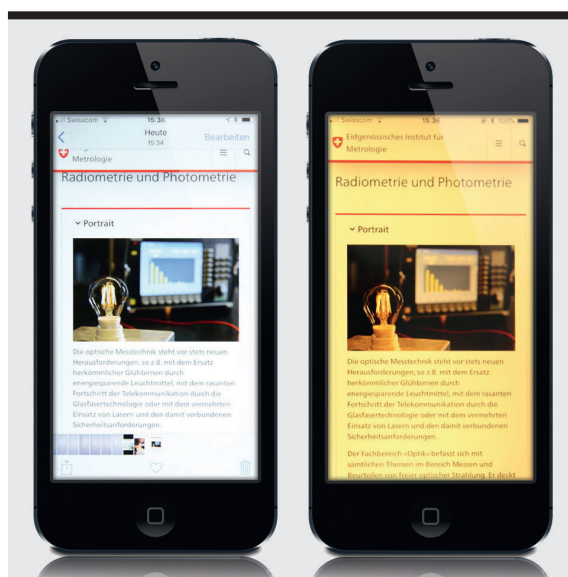 Swisscom 15:36
Heute
15:34
Bearbeiten
Metrologie
Radiometrie und Photometrie
Portrait
Die optische Messtechnik steht vor stets neuen
Herausforderungen, so z.B. mit dem Ersatz
herkömmlicher Glühbirnen durch
energiesparende Leuchtmittel, mit dem rasanten
Fortschritt der Telekommunikation durch die
Glasfasertechnologie oder mit dem vermehrten
Einsatz von Lasern und den damit verbundenen
Sicherheitsanforderungen.
Swisscom 15:36 100%
Eidgenössisches Institut für
Metrologie
Radiometrie und Photometrie
Portrait
Die optische Messtechnik steht vor stets neuen
Herausforderungen, so z.B. mit dem Ersatz
herkömmlicher Glühbirnen durch
energiesparende Leuchtmittel, mit dem rasanten
Fortschritt der Telekommunikation durch die
Glasfasertechnologie oder mit dem vermehrten
Einsatz von Lasern und den damit verbundenen
Sicherheitsanforderungen.
Der Fachbereich «Optik» befasst sich mit
sämtlichen Themen im Bereich Messen und
Beurteilen von freier optischer Strahlung. Er deckt